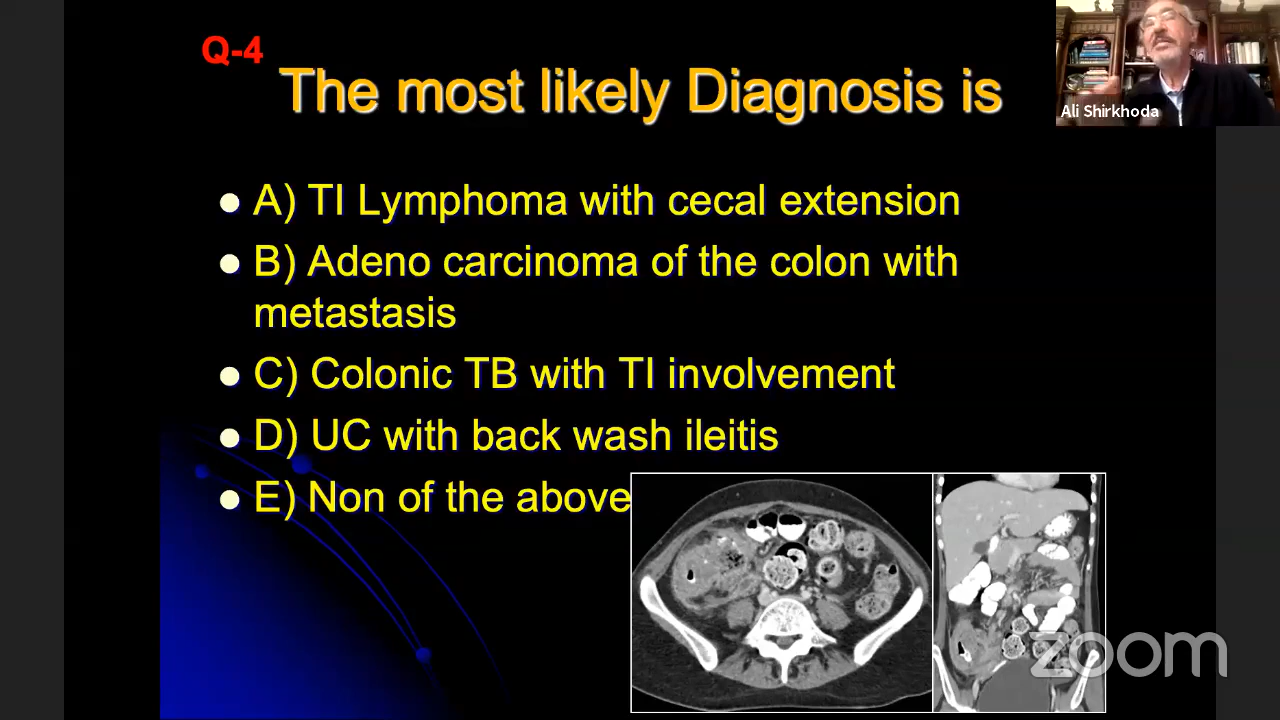 Q-4
The most likely Diagnosis is
Ali Shirkhoda
A) TI Lymphoma with cecal extension
B) Adeno carcinoma of the colon with
metastasis
C) Colonic TB with TI involvement
D) UC with back wash ileitis
E) Non of the above
zoom